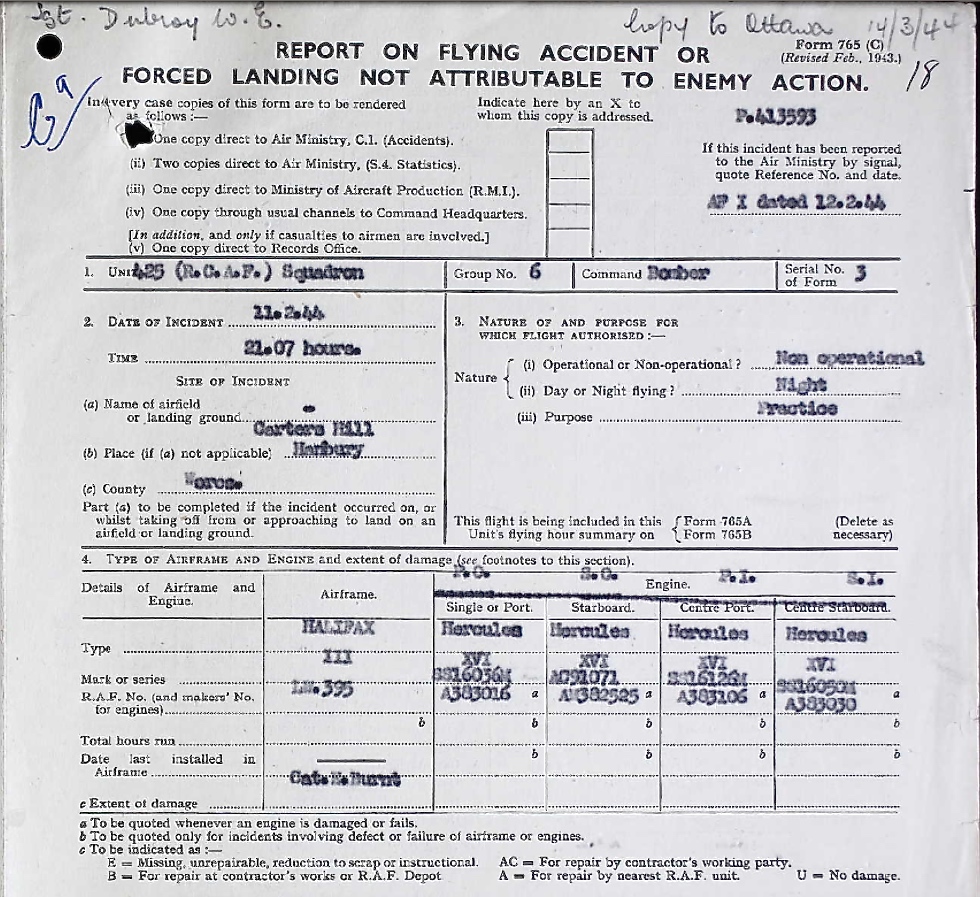 Sgt. Dubroy W.E. Copy to Ottawa 14/3/44
Form 765 (C)
(Revised Feb., 1943.)
18
REPORT ON FLYING ACCIDENT OR
FORCED LANDING NOT ATTRIBUTABLE TO ENEMY ACTION.
In every case copies of this form are to be rendered
as follows :—
One copy direct to Air Ministry, C.I. (Accidents).
(ii) Two copies direct to Air Ministry, (S.4. Statistics).
(iii) One copy direct to Ministry of Aircraft Production (R.M.I.).
(iv) One copy through usual channels to Command Headquarters.
[In addition, and only if casualties to airmen are involved.]
(v) One copy direct to Records Office.
Indicate here by an X to
whom this copy is addressed.
P.413593
If this incident has been reported
to the Air Ministry by signal,
quote Reference No. and date.
AP I dated 12.2.44
1. UNIT 425 (R.C.A.F.) Squadron Group No. 6 Command Bomber Serial No. of Form 3
2. DATE OF INCIDENT 11.2.44
TIME 21.07 hours.
SITE OF INCIDENT
(a) Name of airfield
or landing ground -
Carters Hill
(b) Place (if (a) not applicable) Hanbury
(c) County Worcs.
Part (a) to be completed if the incident occurred on, or
whilst taking off from or approaching to land on an
airfield or landing ground.
3. NATURE OF AND PURPOSE FOR
WHICH FLIGHT AUTHORISED :—
Nature
(i) Operational or Non-operational ? Non operational
(ii) Day or Night flying ? Night
(iii) Purpose Practice
This flight is being included in this
Unit's flying hour summary on
Form 765A
Form 765B
(Delete as
necessary)
4. TYPE OF AIRFRAME AND ENGINE and extent of damage (see footnotes to this section).
P.O. S.O. P.I. S.I.
Details of Airframe and
Engine.
Airframe.
Engine.
Single or Port. Starboard. Centre Port. Centre Starboard.
Type HALIFAX Hercules Hercules Hercules Hercules
Mark or series III XVI XVI XVI XVI
R.A.F. No. (and makers' No.
for engines) LW.395
A383016 a a A383106 a A383030 a
b b b b b
Total hours run
Date last installed in
Airframe
b b b b
Cat.E.Burnt
c Extent of damage
a To be quoted whenever an engine is damaged or fails.
b To be quoted only for incidents involving defect or failure of airframe or engines.
c To be indicated as :—
E = Missing, unrepairable, reduction to scrap or instructional. AC = For repair by contractor's working party.
B = For repair at contractor's works or R.A.F. Depot A = For repair by nearest R.A.F. unit. U = No damage.